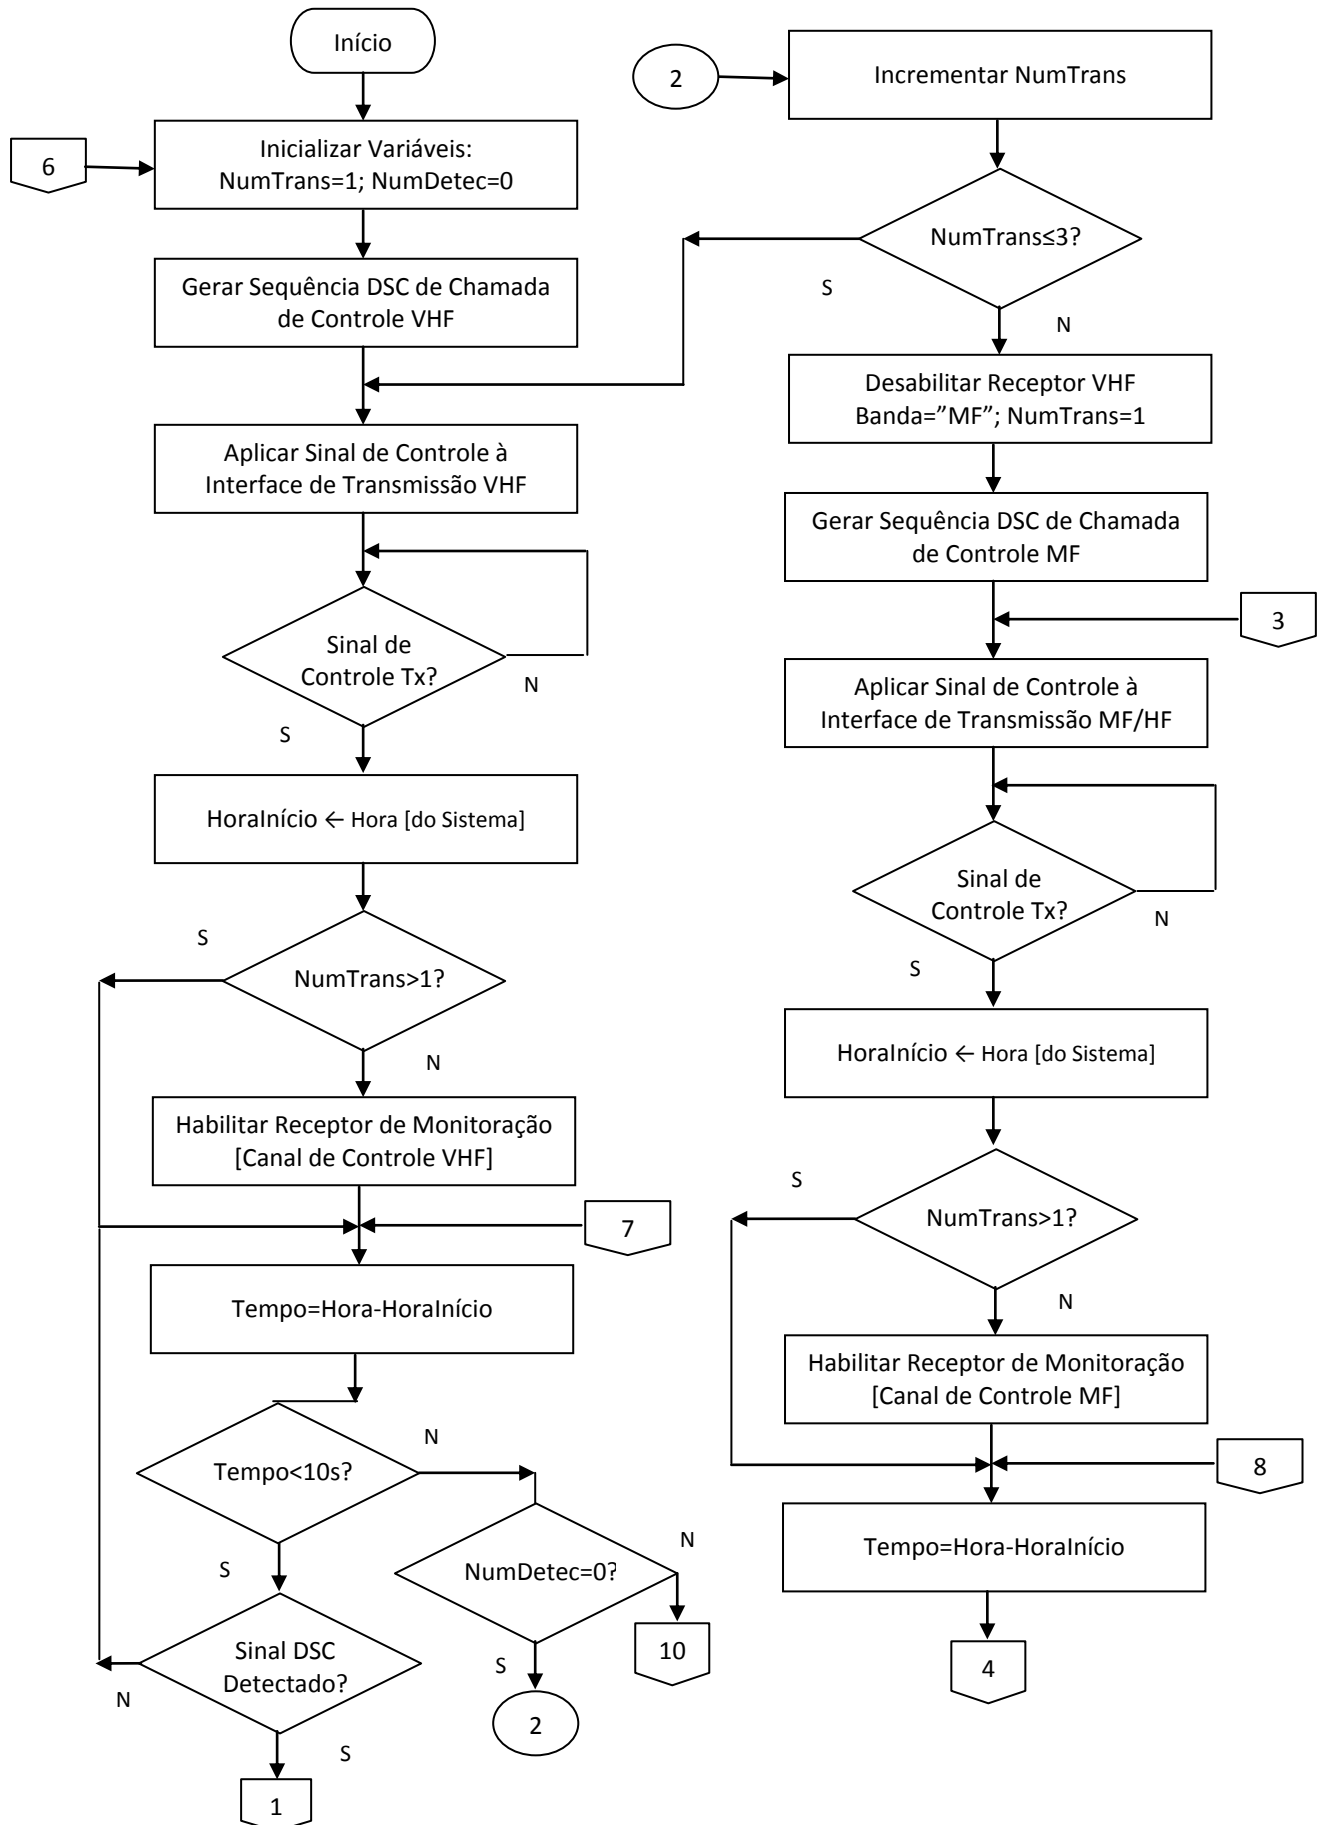 Início
6
Inicializar Variáveis:
NumTrans=1; NumDetec=0
Gerar Sequência DSC de Chamada
de Controle VHF
Aplicar Sinal de Controle à
Interface de Transmissão VHF
Sinal de
Controle Tx?
N
S
HoraInício ← Hora [do Sistema]
S
NumTrans>1?
N
Habilitar Receptor de Monitoração
[Canal de Controle VHF]
7
Tempo=Hora-HoraInício
Tempo<10s?
N
S
NumDetec=0?
N
10
S
2
Sinal DSC
Detectado?
N
S
1
2
Incrementar NumTrans
NumTrans≤3?
S
N
Desabilitar Receptor VHF
Banda=”MF”; NumTrans=1
Gerar Sequência DSC de Chamada
de Controle MF
3
Aplicar Sinal de Controle à
Interface de Transmissão MF/HF
Sinal de
Controle Tx?
N
S
HoraInício ← Hora [do Sistema]
S
NumTrans>1?
N
Habilitar Receptor de Monitoração
[Canal de Controle MF]
8
Tempo=Hora-HoraInício
4